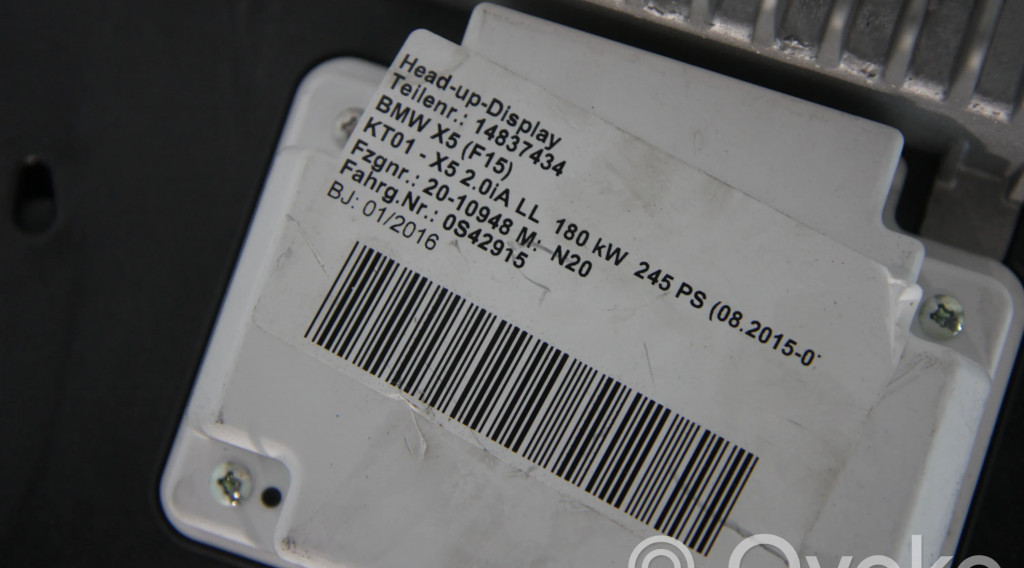 Head-up-Display
Teilenr.: 14837434
BMW X5 (F15)
KT01 - X5 2.0iA LL 180 kW 245 PS (08.2015-0
Fzgnr.: 20-10948 M: N20
Fahrg.Nr.: 0S42915
BJ: 01/2016
© Ovoko